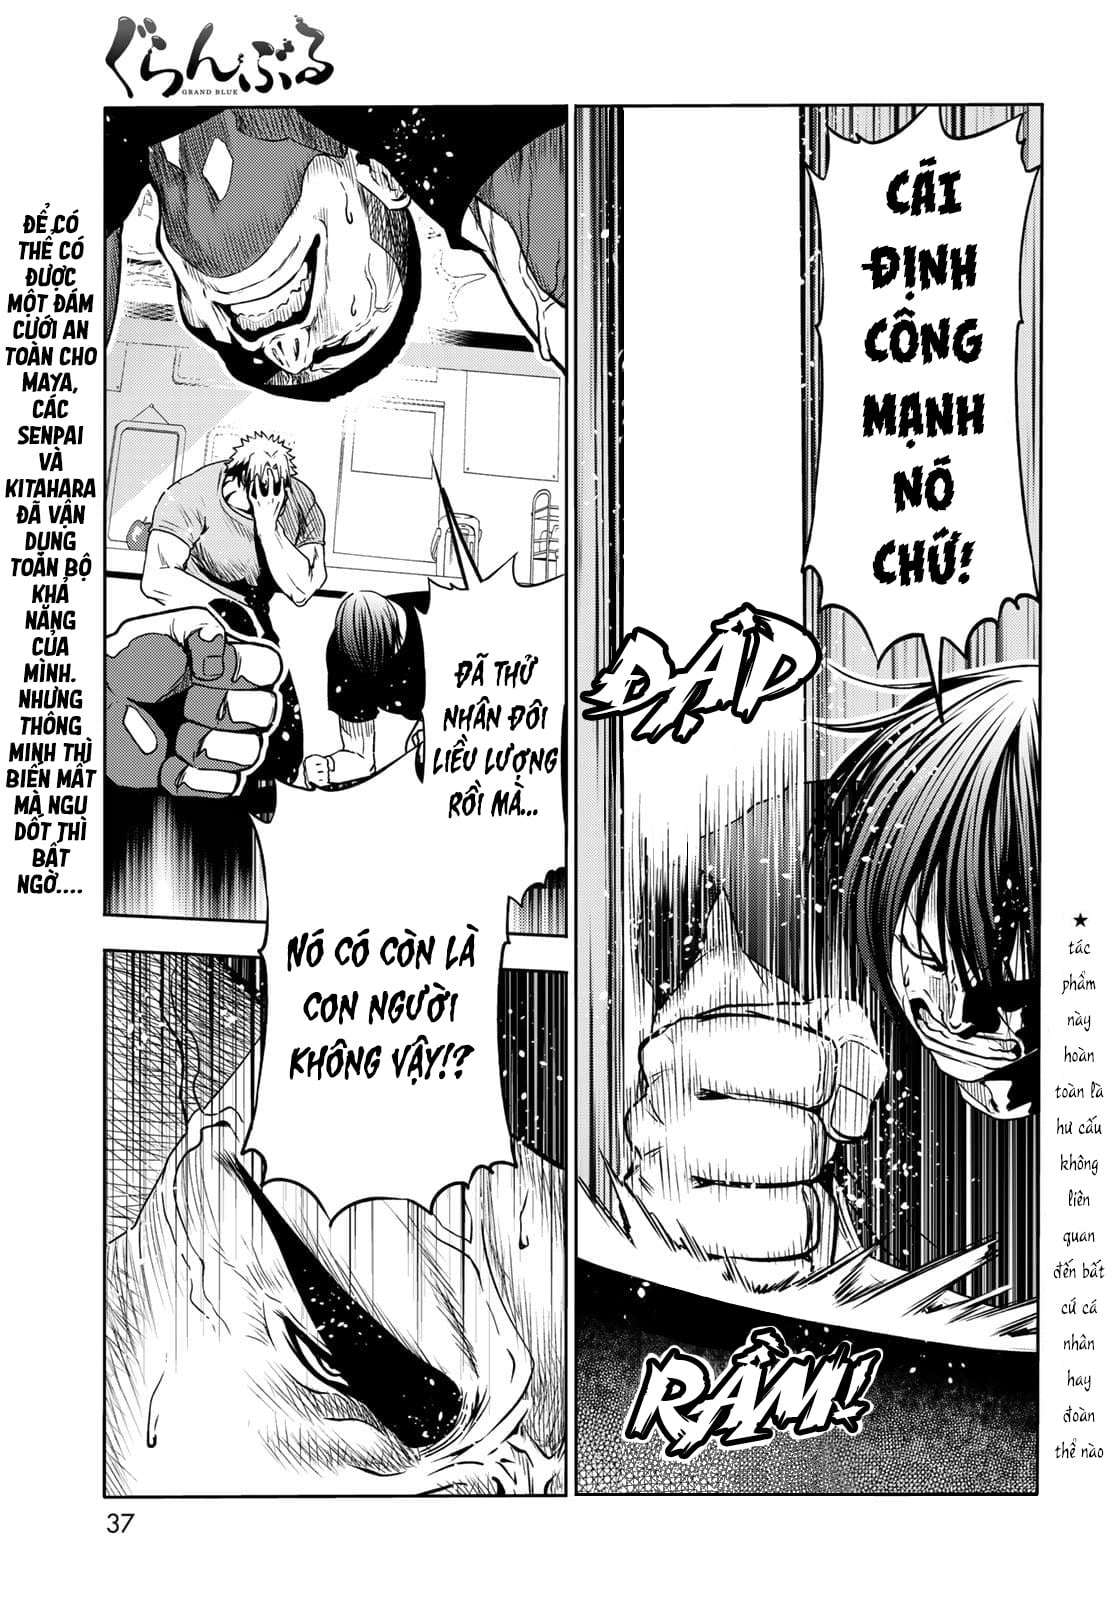 ぐらんぶる
GRAND BLUE
CÁI
ĐỊNH
CÔNG
MẠNH
NÕ
CHỨ!
ĐẬP
RẦM!
ĐÃ THỬ
NHÂN ĐÔI
LIỀU LƯỢNG
RỒI MÀ...
NÓ CÓ CÒN LÀ
CON NGƯỜI
KHÔNG VẬY!?
ĐỂ CÓ
THỂ CÓ
ĐƯỢC
MỘT ĐÁM
CƯỚI AN
TOÀN CHO
MAYA,
CÁC
SENPAI
VÀ
KITAHARA
ĐÃ VẬN
DỤNG
TOÀN BỘ
KHẢ
NĂNG
CỦA
MÌNH.
NHƯNG
THÔNG
MINH THÌ
BIẾN MẤT
MÀ NGU
DỐT THÌ
BẤT
NGỜ....
★
tác
phẩm
này
hoàn
toàn là
hư cấu
không
liên
quan
đến bất
cứ cá
nhân
hay
đoàn
thể nào
37